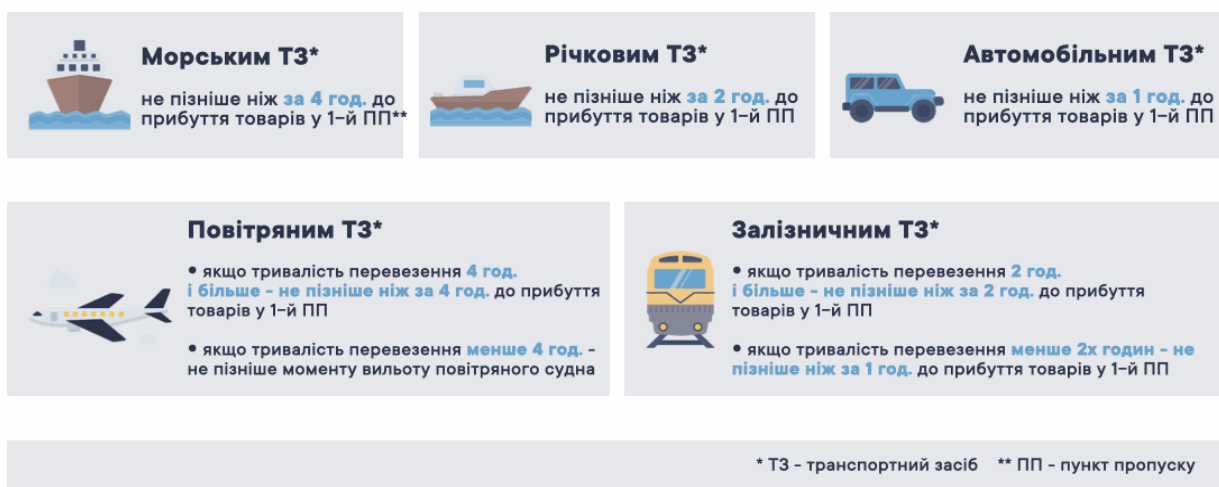 Морським ТЗ*
не пізніше ніж за 4 год. до
прибуття товарів у 1-й ПП**
Річковим ТЗ*
не пізніше ніж за 2 год. до
прибуття товарів у 1-й ПП
Автомобільним ТЗ*
не пізніше ніж за 1 год. до
прибуття товарів у 1-й ПП
Повітряним ТЗ*
• якщо тривалість перевезення 4 год.
і більше - не пізніше ніж за 4 год. до прибуття
товарів у 1-й ПП
• якщо тривалість перевезення менше 4 год. -
не пізніше моменту вильоту повітряного судна
Залізничним ТЗ*
• якщо тривалість перевезення 2 год.
і більше - не пізніше ніж за 2 год. до прибуття
товарів у 1-й ПП
• якщо тривалість перевезення менше 2х годин - не
пізніше ніж за 1 год. до прибуття товарів у 1-й ПП
* ТЗ - транспортний засіб ** ПП - пункт пропуску